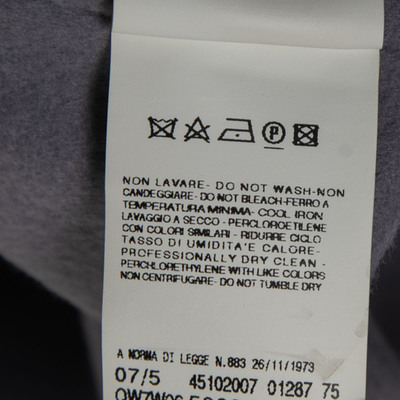 NON LAVARE- DO NOT WASH-NON
CANDEGGIARE- DO NOT BLEACH-FERRO A
TEMPERATURA MINIMA- COOL IRON
LAVAGGIO A SECCO - PERCLOROETILENE
CON COLORI SIMILARI - RIDURRE CICLO
TASSO DI UMIDITA'E CALORE-
PROFESSIONALLY DRY CLEAN -
PERCHLORETHYLENE WITH LIKE COLORS
NON CENTRIFUGARE- DO NOT TUMBLE DRY
A NORMA DI LEGGE N.883 26/11/1973
07/5 45102007 01287 75